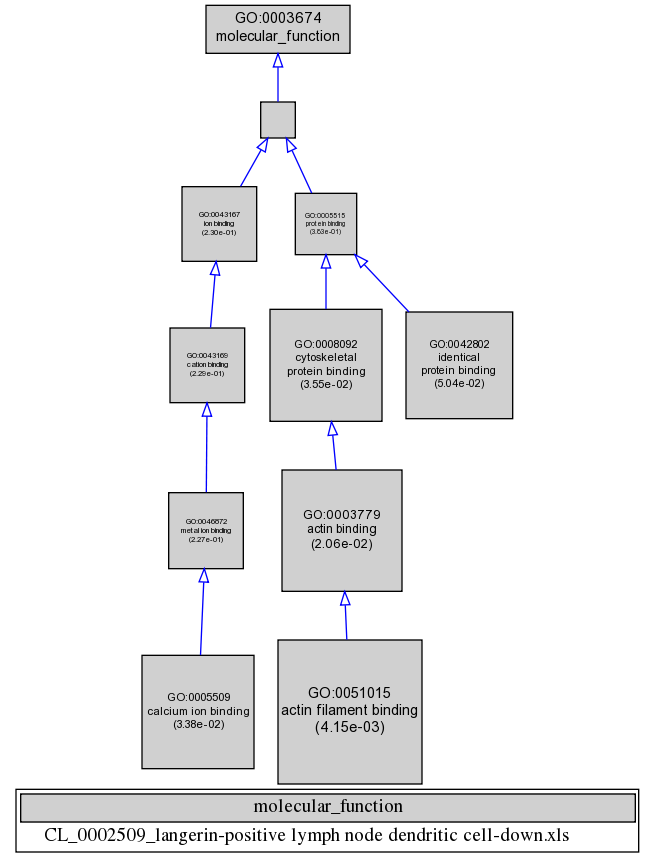 GO:0003674
molecular_function
GO:0043167
ion binding
(2.30e-01)
GO:0005515
protein binding
(3.63e-01)
GO:0043169
cation binding
(2.29e-01)
GO:0008092
cytoskeletal
protein binding
(3.55e-02)
GO:0042802
identical
protein binding
(5.04e-02)
GO:0046872
metal ion binding
(2.27e-01)
GO:0003779
actin binding
(2.06e-02)
GO:0005509
calcium ion binding
(3.38e-02)
GO:0051015
actin filament binding
(4.15e-03)
molecular_function
CL_0002509_langerin-positive lymph node dendritic cell-down.xls